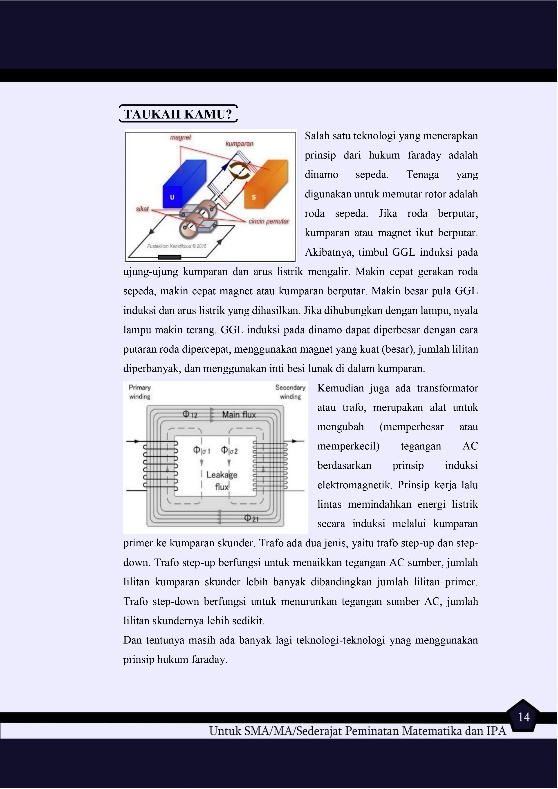 TAUKAH KAMU?
magnet
kumparan
U
S
sikat
cincin pemutar
Pustekkom Kemdikbud © 2015
Salah satu teknologi yang menerapkan
prinsip dari hukum faraday adalah
dinamo sepeda. Tenaga yang
digunakan untuk memutar rotor adalah
roda sepeda. Jika roda berputar,
kumparan atau magnet ikut berputar.
Akibatnya, timbul GGL induksi pada
ujung-ujung kumparan dan arus listrik mengalir. Makin cepat gerakan roda
sepeda, makin cepat magnet atau kumparan berputar. Makin besar pula GGL
induksi dan arus listrik yang dihasilkan. Jika dihubungkan dengan lampu, nyala
lampu makin terang. GGL induksi pada dinamo dapat diperbesar dengan cara
putaran roda dipercepat, menggunakan magnet yang kuat (besar), jumlah lilitan
diperbanyak, dan menggunakan inti besi lunak di dalam kumparan.
Primary
winding
Secondary
winding
Φ12 Main flux
Φσ1 Φσ2
Leakage
flux
Φ21
Kemudian juga ada transformator
atau trafo, merupakan alat untuk
mengubah (memperbesar atau
memperkecil) tegangan AC
berdasarkan prinsip induksi
elektromagnetik. Prinsip kerja lalu
lintas memindahkan energi listrik
secara induksi melalui kumparan
primer ke kumparan skunder. Trafo ada dua jenis, yaitu trafo step-up dan step-
down. Trafo step-up berfungsi untuk menaikkan tegangan AC sumber, jumlah
lilitan kumparan skunder lebih banyak dibandingkan jumlah lilitan primer.
Trafo step-down berfungsi untuk menurunkan tegangan sumber AC, jumlah
lilitan skundernya lebih sedikit.
Dan tentunya masih ada banyak lagi teknologi-teknologi ynag menggunakan
prinsip hukum faraday.
14
Untuk SMA/MA/Sederajat Peminatan Matematika dan IPA